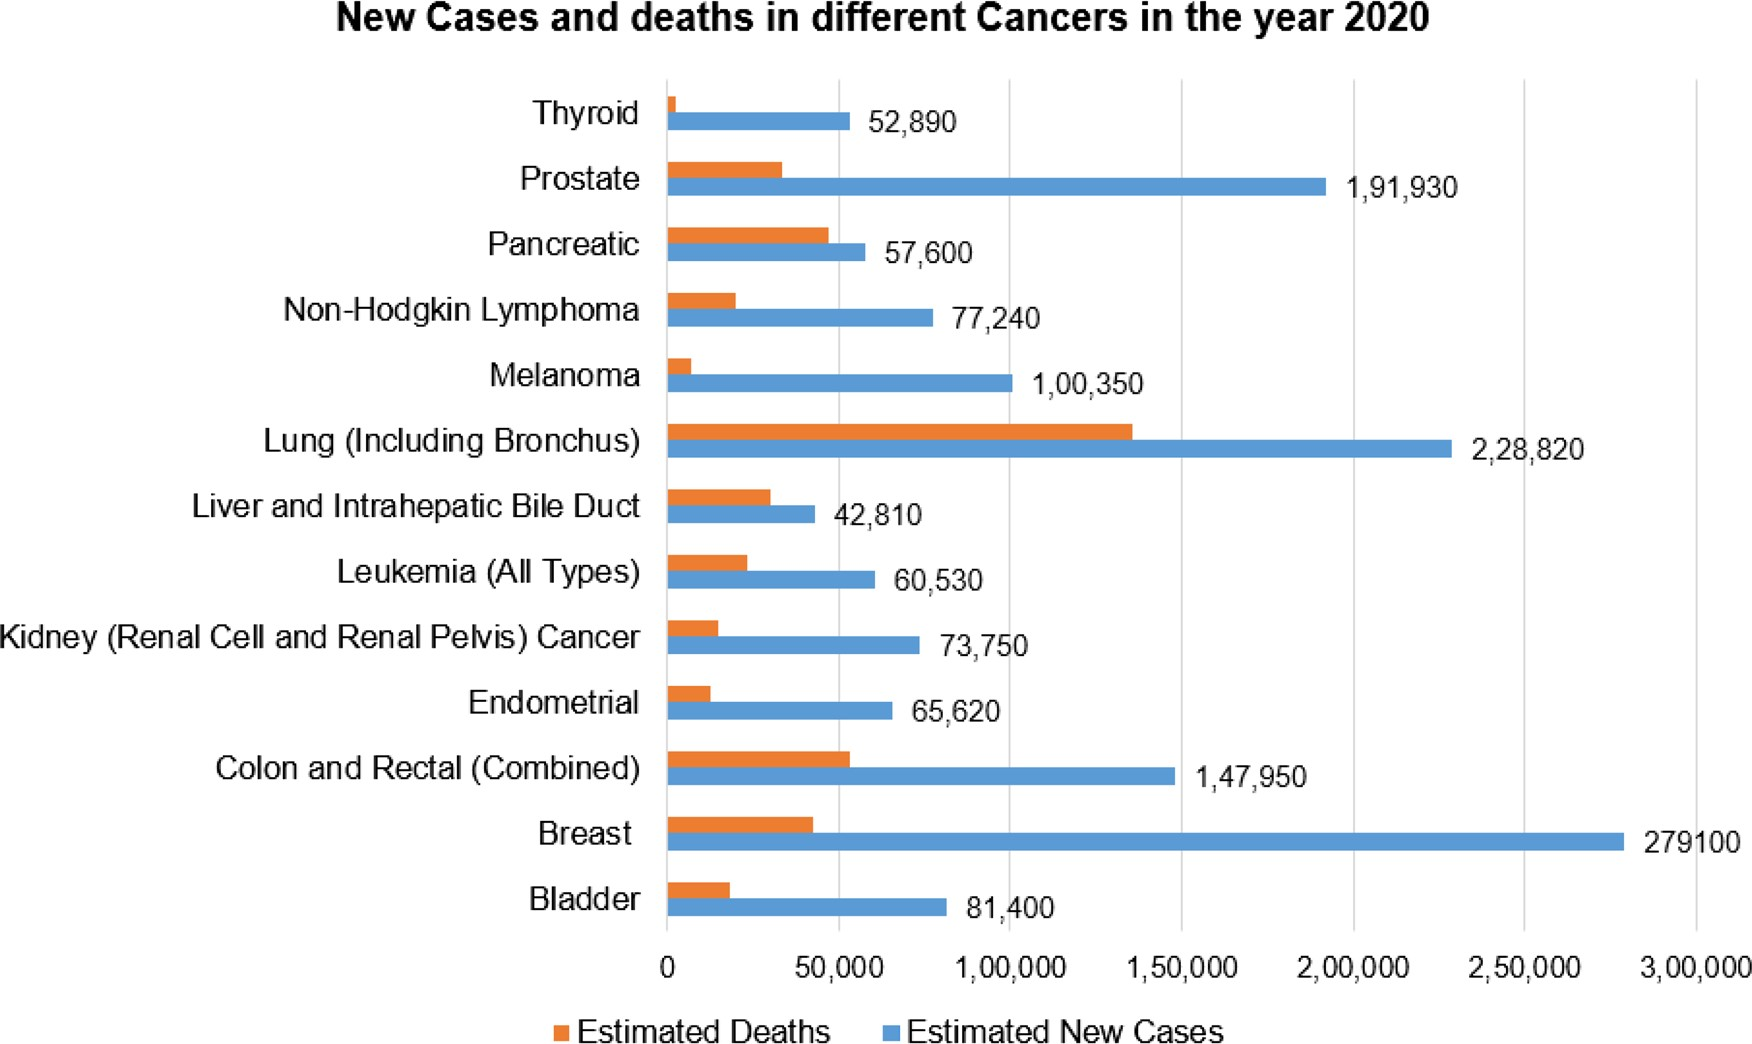 New Cases and deaths in different Cancers in the year 2020
Thyroid 52,890
Prostate 1,91,930
Pancreatic 57,600
Non-Hodgkin Lymphoma 77,240
Melanoma 1,00,350
Lung (Including Bronchus) 2,28,820
Liver and Intrahepatic Bile Duct 42,810
Leukemia (All Types) 60,530
Kidney (Renal Cell and Renal Pelvis) Cancer 73,750
Endometrial 65,620
Colon and Rectal (Combined) 1,47,950
Breast 279100
Bladder 81,400
0 50,000 1,00,000 1,50,000 2,00,000 2,50,000 3,00,000
Estimated Deaths Estimated New Cases